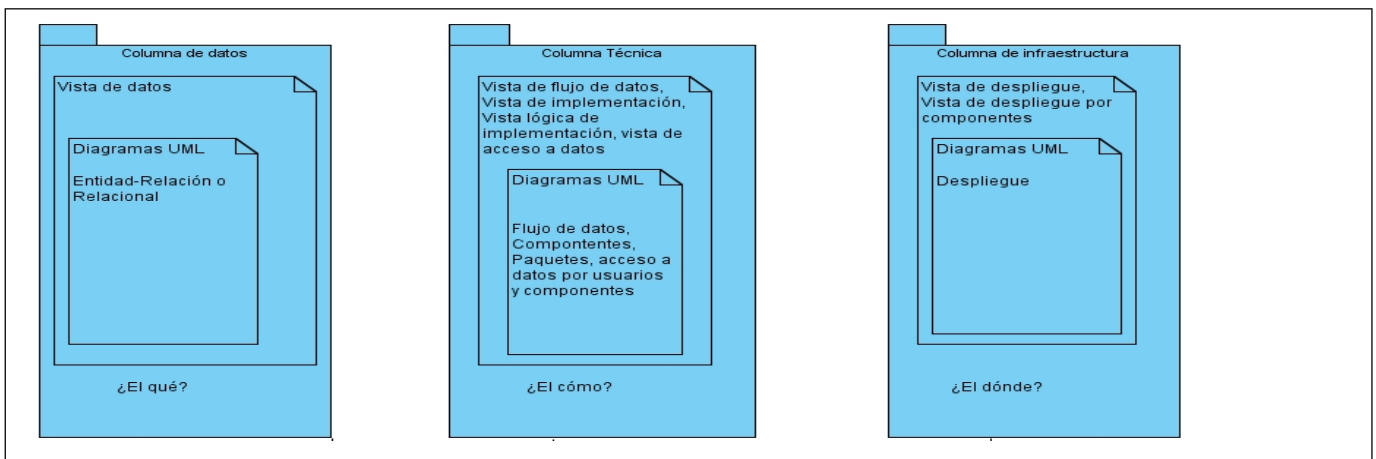 Columna de datos
Vista de datos
Diagramas UML
Entidad-Relación o
Relacional
¿El qué?
Columna Técnica
Vista de flujo de datos,
Vista de implementación,
Vista lógica de
implementación, vista de
acceso a datos
Diagramas UML
Flujo de datos,
Compontentes,
Paquetes, acceso a
datos por usuarios
y componentes
¿El cómo?
Columna de infraestructura
Vista de despliegue,
Vista de despliegue por
componentes
Diagramas UML
Despliegue
¿El dónde?